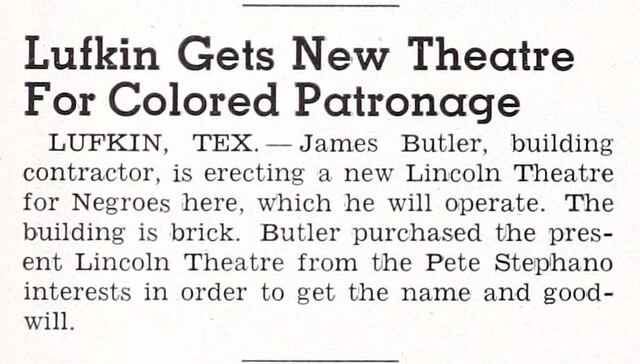 Lufkin Gets New Theatre
For Colored Patronage
LUFKIN, TEX. — James Butler, building
contractor, is erecting a new Lincoln Theatre
for Negroes here, which he will operate. The
building is brick. Butler purchased the pres-
ent Lincoln Theatre from the Pete Stephano
interests in order to get the name and good-
will.